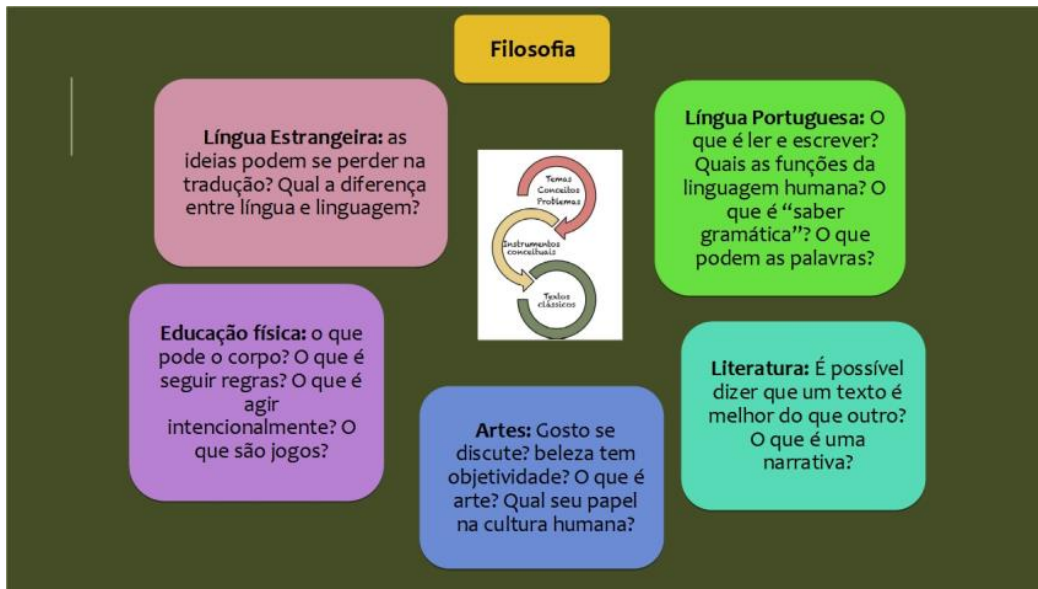 Filosofia
Língua Estrangeira: as
ideias podem se perder na
tradução? Qual a diferença
entre língua e linguagem?
Língua Portuguesa: O
que é ler e escrever?
Quais as funções da
linguagem humana? O
que é “saber
gramática”? O que
podem as palavras?
Temas
Conceitos
Problemas
Instrumentos
conceituais
Textos
clássicos
Educação física: o que
pode o corpo? O que é
seguir regras? O que é
agir
intencionalmente? O
que são jogos?
Artes: Gosto se
discute? beleza tem
objetividade? O que é
arte? Qual seu papel
na cultura humana?
Literatura: É possível
dizer que um texto é
melhor do que outro?
O que é uma
narrativa?